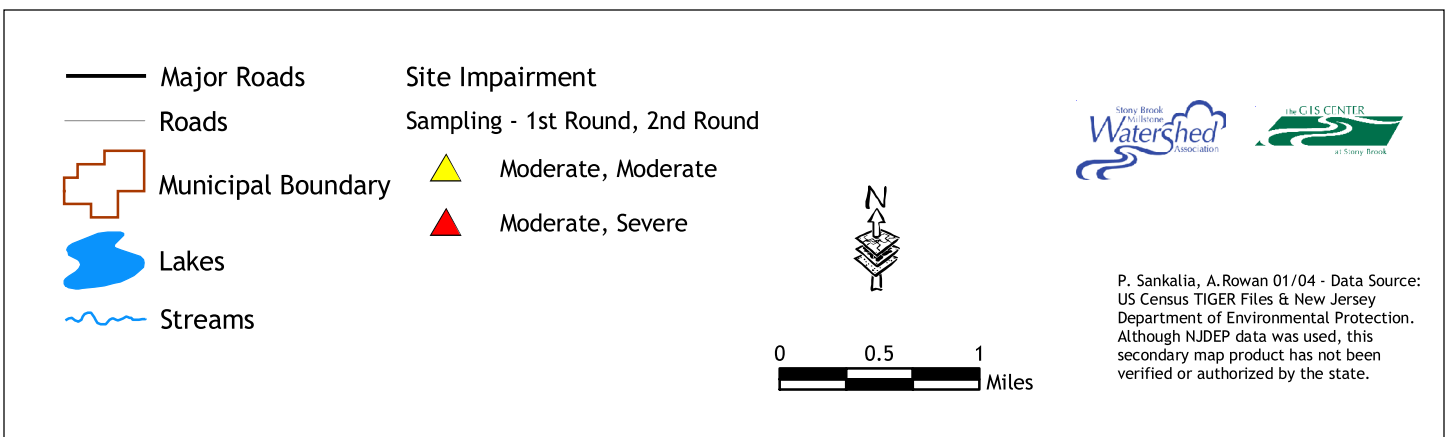 Major Roads
Roads
Municipal Boundary
Lakes
Streams
Site Impairment
Sampling - 1st Round, 2nd Round
Moderate, Moderate
Moderate, Severe
N
0 0.5 1
Miles
Stony Brook
Millstone
Watershed
Association
The GIS CENTER
at Stony Brook
P. Sankalia, A.Rowan 01/04 - Data Source:
US Census TIGER Files & New Jersey
Department of Environmental Protection.
Although NJDEP data was used, this
secondary map product has not been
verified or authorized by the state.